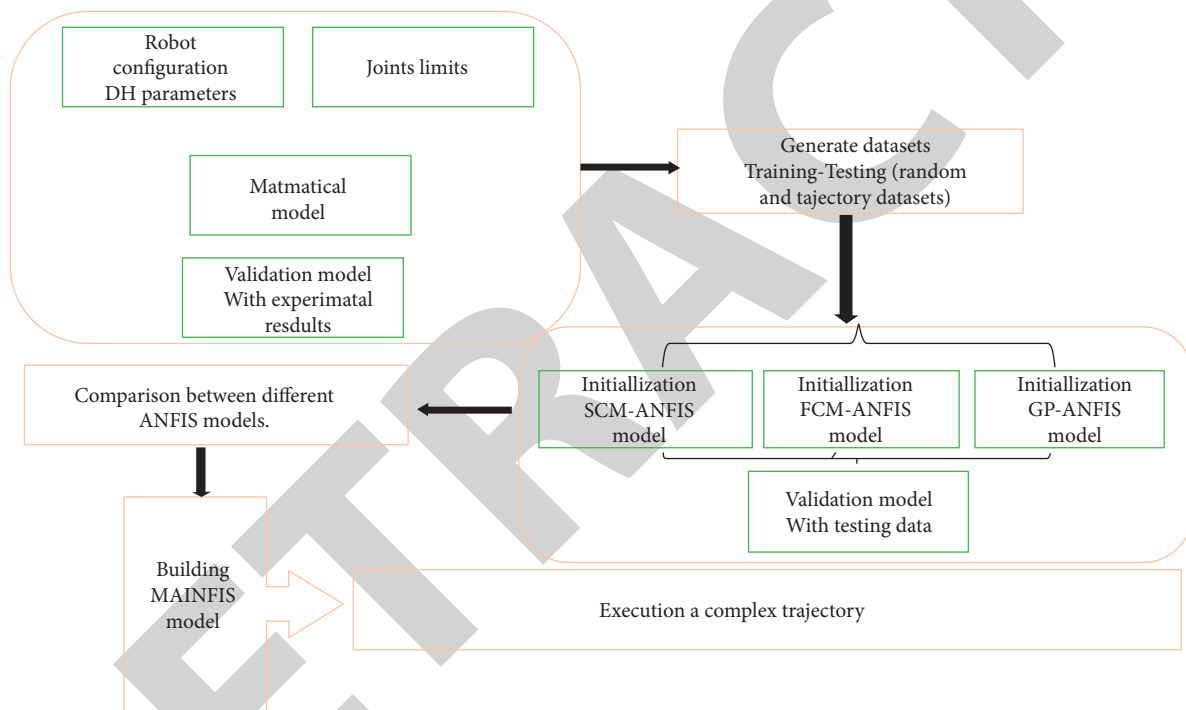 Robot
configuration
DH parameters
Joints limits
Matmatical
model
Validation model
With experimatal
resdults
Generate datasets
Training-Testing (random
and tajectory datasets)
Initiallization
SCM-ANFIS
model
Initiallization
FCM-ANFIS
model
Initiallization
GP-ANFIS
model
Validation model
With testing data
Comparison between different
ANFIS models.
Building
MAINFIS
model
Execution a complex trajectory
ETRACT